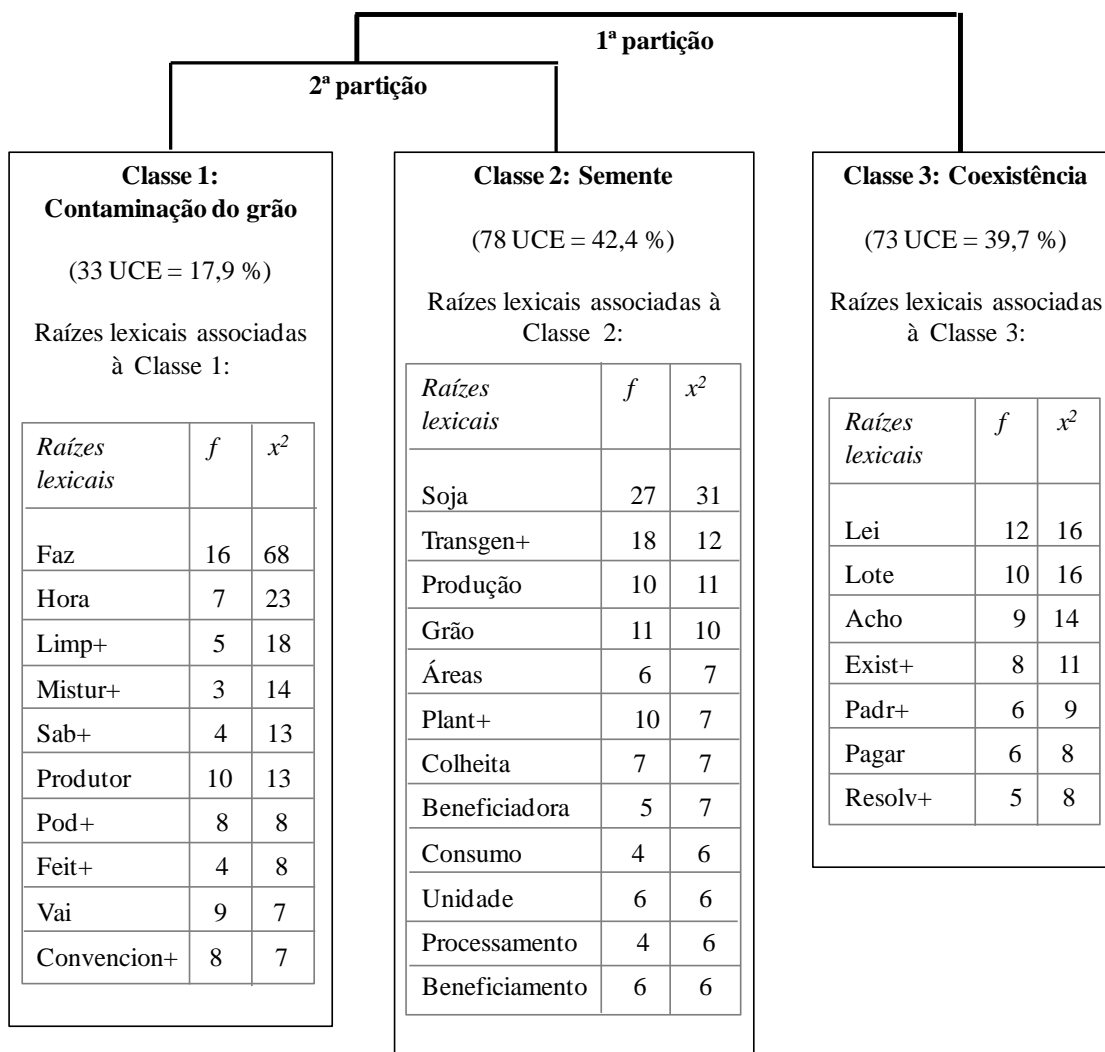 1ª partição
2ª partição
Classe 1:
Contaminação do grão
(33 UCE = 17,9 %)
Raízes lexicais associadas
à Classe 1:
Raízes lexicais f x²
Faz 16 68
Hora 7 23
Limp+ 5 18
Mistur+ 3 14
Sab+ 4 13
Produtor 10 13
Pod+ 8 8
Feit+ 4 8
Vai 9 7
Convencion+ 8 7
Classe 2: Semente
(78 UCE = 42,4 %)
Raízes lexicais associadas à
Classe 2:
Raízes lexicais f x²
Soja 27 31
Transgen+ 18 12
Produção 10 11
Grão 11 10
Áreas 6 7
Plant+ 10 7
Colheita 7 7
Beneficiadora 5 7
Consumo 4 6
Unidade 6 6
Processamento 4 6
Beneficiamento 6 6
Classe 3: Coexistência
(73 UCE = 39,7 %)
Raízes lexicais associadas
à Classe 3:
Raízes lexicais f x²
Lei 12 16
Lote 10 16
Acho 9 14
Exist+ 8 11
Padr+ 6 9
Pagar 6 8
Resolv+ 5 8